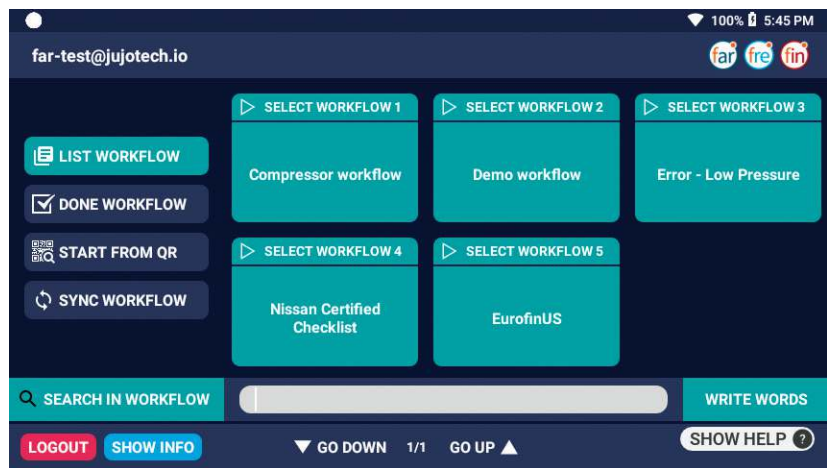 100% 5:45 PM
far-test@jujotech.io
far fre fin
SELECT WORKFLOW 1
Compressor workflow
SELECT WORKFLOW 2
Demo workflow
SELECT WORKFLOW 3
Error - Low Pressure
LIST WORKFLOW
DONE WORKFLOW
START FROM QR
SYNC WORKFLOW
SELECT WORKFLOW 4
Nissan Certified
Checklist
SELECT WORKFLOW 5
EurofinUS
SEARCH IN WORKFLOW
WRITE WORDS
LOGOUT SHOW INFO GO DOWN 1/1 GO UP SHOW HELP ?